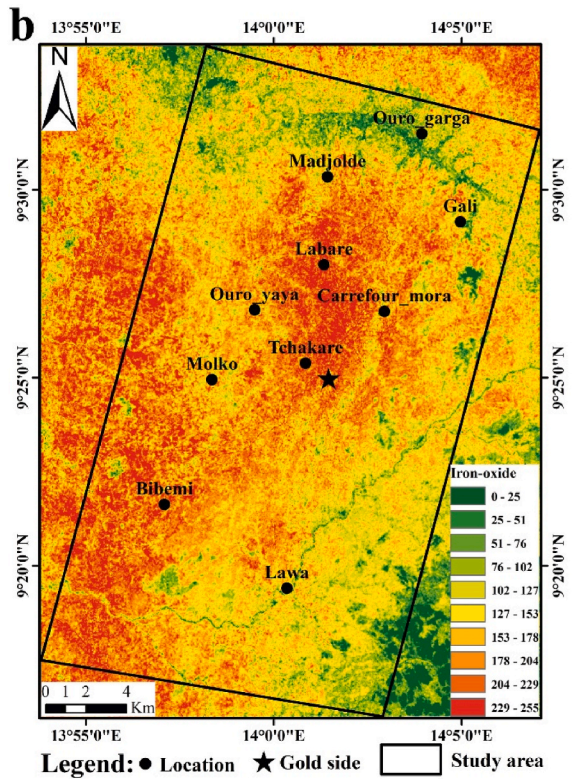 b
13°55'0"E 14°0'0"E 14°5'0"E
N
Ouro_garga
Madjolde
9°30'0"N 9°30'0"N
Gali
Labare
Ouro_yaya Carrefour_mora
Tchakare
Molko
9°25'0"N 9°25'0"N
Iron-oxide
0 - 25
Bibemi
25 - 51
51 - 76
76 - 102
9°20'0"N 9°20'0"N
Lawa
102 - 127
127 - 153
153 - 178
178 - 204
204 - 229
229 - 255
0 1 2 4
Km
13°55'0"E 14°0'0"E 14°5'0"E
Legend: Location Gold side Study area